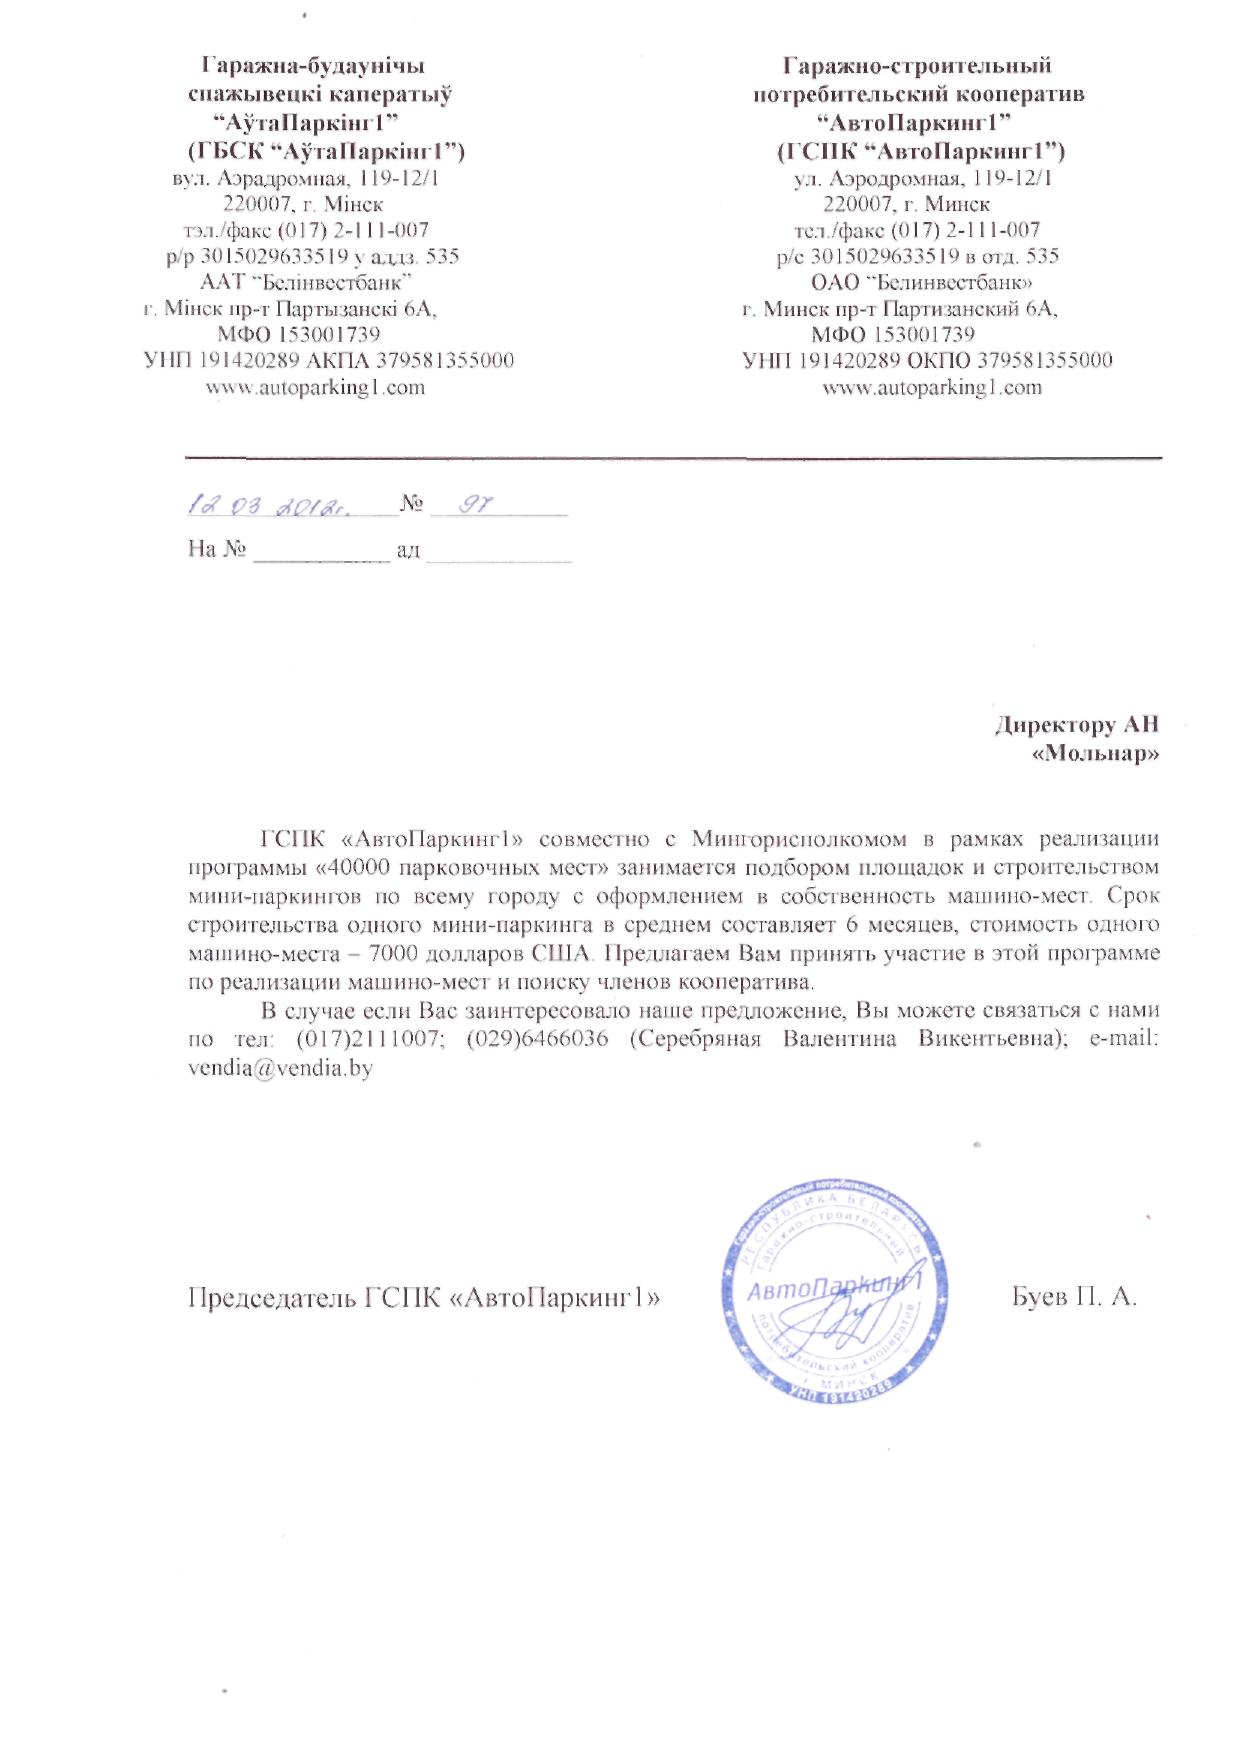 Гаражна-будаунічы
спажывецкі каператыў
“АўтаПаркінг1”
(ГБСК “АўтаПаркінг1”)
вул. Аэрадромная, 119-12/1
220007, г. Мінск
тэл./факс (017) 2-111-007
р/р 3015029633519 у аддз. 535
ААТ “Белінвестбанк”
г. Мінск пр-т Партызанскі 6А,
МФО 153001739
УНП 191420289 АКПА 379581355000
www.autoparking1.com
Гаражно-строительный
потребительский кооператив
“АвтоПаркинг1”
(ГСПК “АвтоПаркинг1”)
ул. Аэродромная, 119-12/1
220007, г. Минск
тел./факс (017) 2-111-007
р/с 3015029633519 в отд. 535
ОАО “Белинвестбанк»
г. Минск пр-т Партизанский 6А,
МФО 153001739
УНП 191420289 ОКПО 379581355000
www.autoparking1.com
12 03 2012г. № 97
На № ____________ ад ____________
Директору АН
«Мольнар»
ГСПК «АвтоПаркинг1» совместно с Мингорисполкомом в рамках реализации
программы «40000 парковочных мест» занимается подбором площадок и строительством
мини-паркингов по всему городу с оформлением в собственность машино-мест. Срок
строительства одного мини-паркинга в среднем составляет 6 месяцев, стоимость одного
машино-места – 7000 долларов США. Предлагаем Вам принять участие в этой программе
по реализации машино-мест и поиску членов кооператива.
В случае если Вас заинтересовало наше предложение, Вы можете связаться с нами
по тел: (017)2111007; (029)6466036 (Серебряная Валентина Викентьевна); e-mail:
vendia@vendia.by
Гаражно-строительный потребительский кооператив
РЕСПУБЛИКА БЕЛАРУСЬ
Гаражно-строительный
АвтоПаркинг1
потребительский кооператив
г. МИНСК
УНП 191420289
Председатель ГСПК «АвтоПаркинг1» Буев П. А.